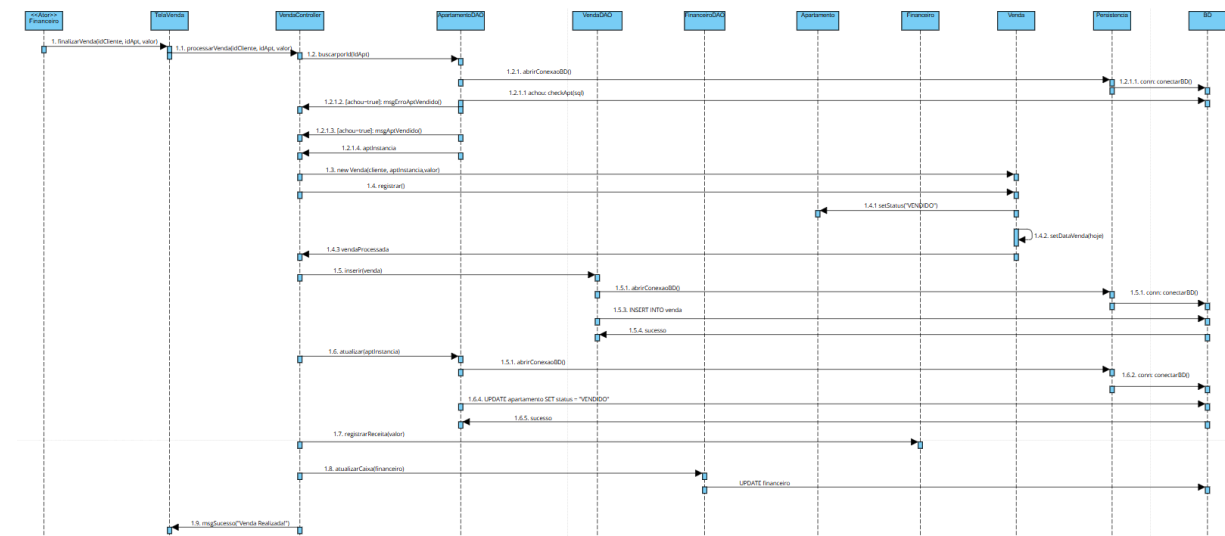 <<Ator>>
Financeiro
TelaVenda
VendaController
ApartamentoDAO
VendaDAO
FinanceiroDAO
Apartamento
Financeiro
Venda
Persistencia
BD
1. finalizarVenda(idCliente, idApt, valor)
1.1. processarVenda(idCliente, idApt, valor)
1.2. buscarporId(IdApt)
1.2.1. abrirConexaoBD()
1.2.1.1. conn: conectarBD()
1.2.1.1 achou: checkApt(sql)
1.2.1.2. [achou=true]: msgErroAptVendido()
1.2.1.3. [achou=true]: msgAptVendido()
1.2.1.4. aptInstancia
1.3. new Venda(cliente, aptInstancia,valor)
1.4. registrar()
1.4.1 setStatus("VENDIDO")
1.4.2. setDataVenda(hoje)
1.4.3 vendaProcessada
1.5. inserir(venda)
1.5.1. abrirConexaoBD()
1.5.1. conn: conectarBD()
1.5.3. INSERT INTO venda
1.5.4. sucesso
1.6. atualizar(aptInstancia)
1.5.1. abrirConexaoBD()
1.6.2. conn: conectarBD()
1.6.4. UPDATE apartamento SET status = "VENDIDO"
1.6.5. sucesso
1.7. registrarReceita(valor)
1.8. atualizarCaixa(financeiro)
UPDATE financeiro
1.9. msgSucesso("Venda Realizada!")